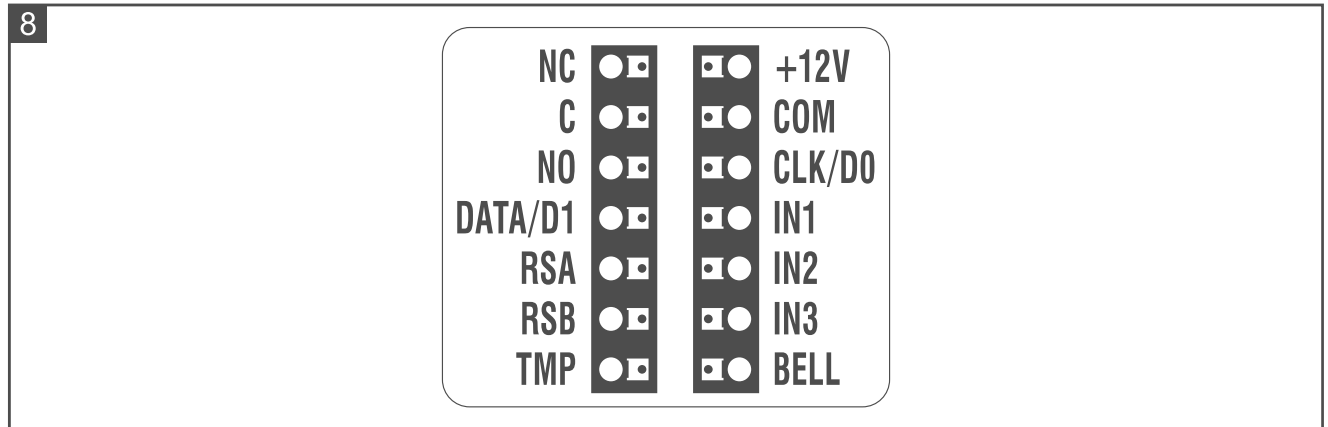 8
NC +12V
C COM
NO CLK/D0
DATA/D1 IN1
RSA IN2
RSB IN3
TMP BELL